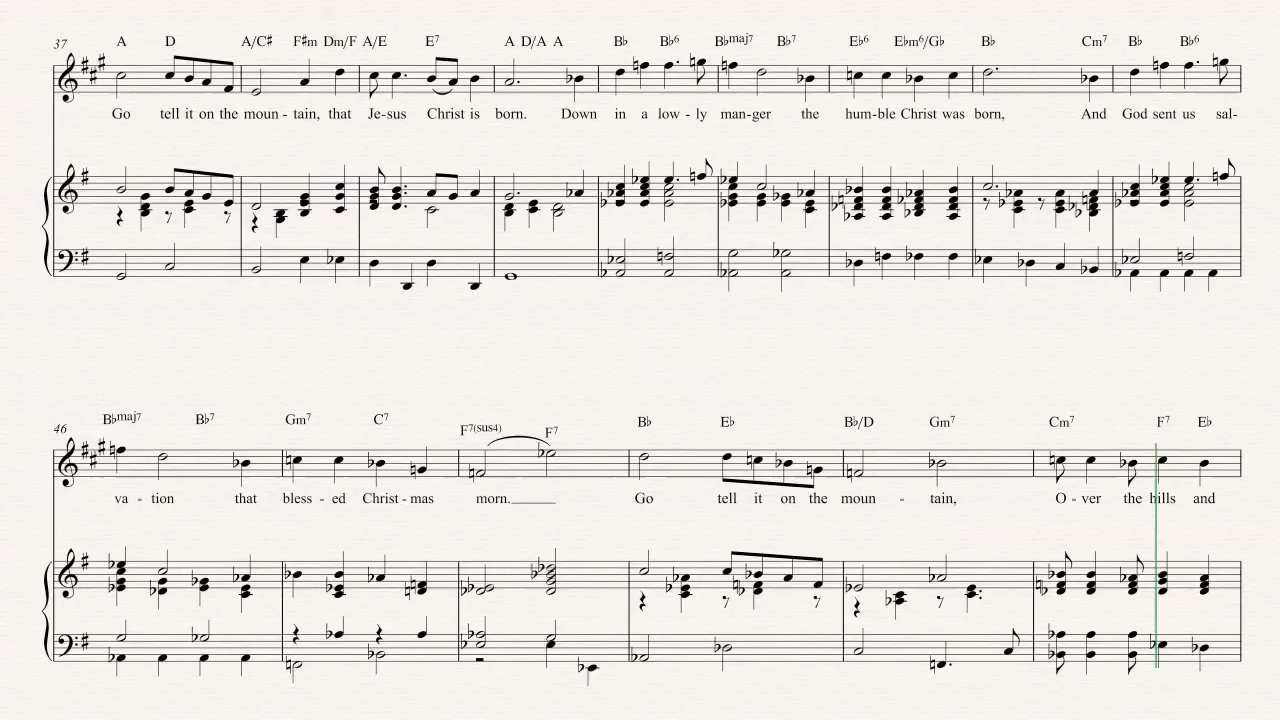 37
A D A/C♯ F♯m Dm/F A/E E7 A D/A A B♭ B♭6 B♭maj7 B♭7 E♭6 E♭m6/G♭ B♭ Cm7 B♭ B♭6
Go tell it on the moun - tain, that Je-sus Christ is born. Down in a low - ly man-ger the hum-ble Christ was born, And God sent us sal-
46
B♭maj7 B♭7 Gm7 C7 F7(sus4) F7 B♭ E♭ B♭/D Gm7 Cm7 F7 E♭
va - tion that bless - ed Christ - mas morn.____ Go tell it on the moun - tain, O - ver the hills and